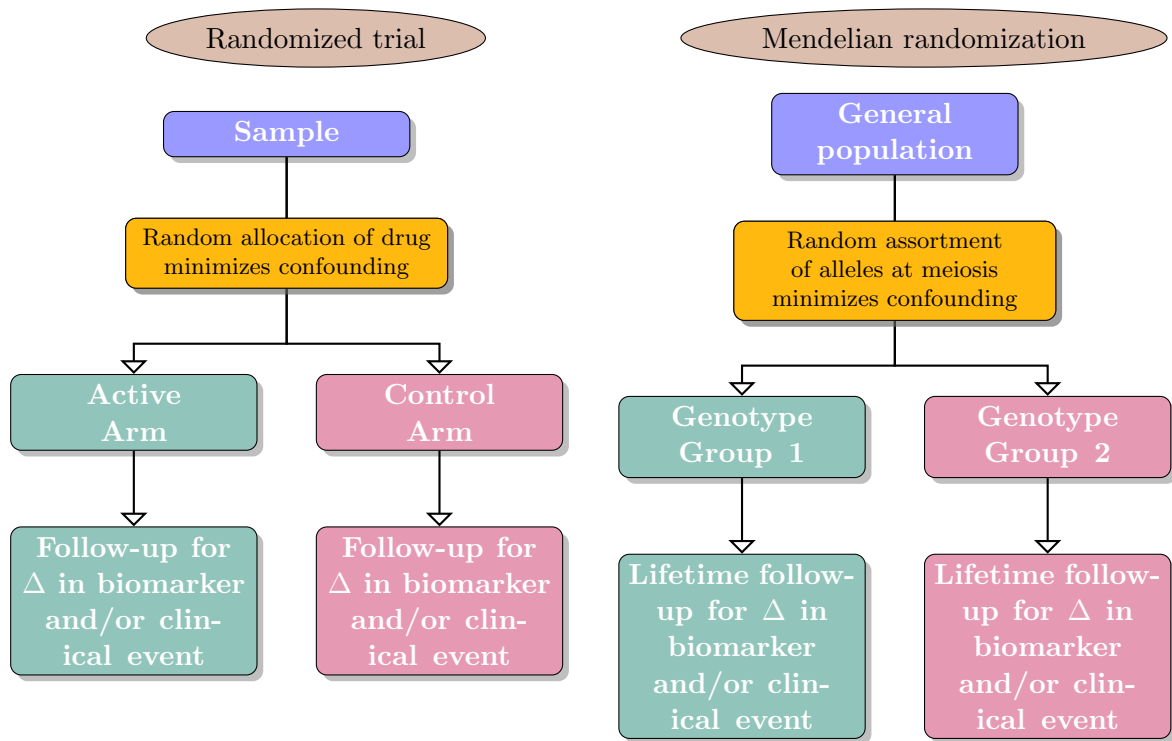 Randomized trial
Sample
Random allocation of drug
minimizes confounding
Active
Arm
Control
Arm
Follow-up for
Δ in biomarker
and/or clin-
ical event
Follow-up for
Δ in biomarker
and/or clin-
ical event
Mendelian randomization
General
population
Random assortment
of alleles at meiosis
minimizes confounding
Genotype
Group 1
Genotype
Group 2
Lifetime follow-
up for Δ in
biomarker
and/or clin-
ical event
Lifetime follow-
up for Δ in
biomarker
and/or clin-
ical event